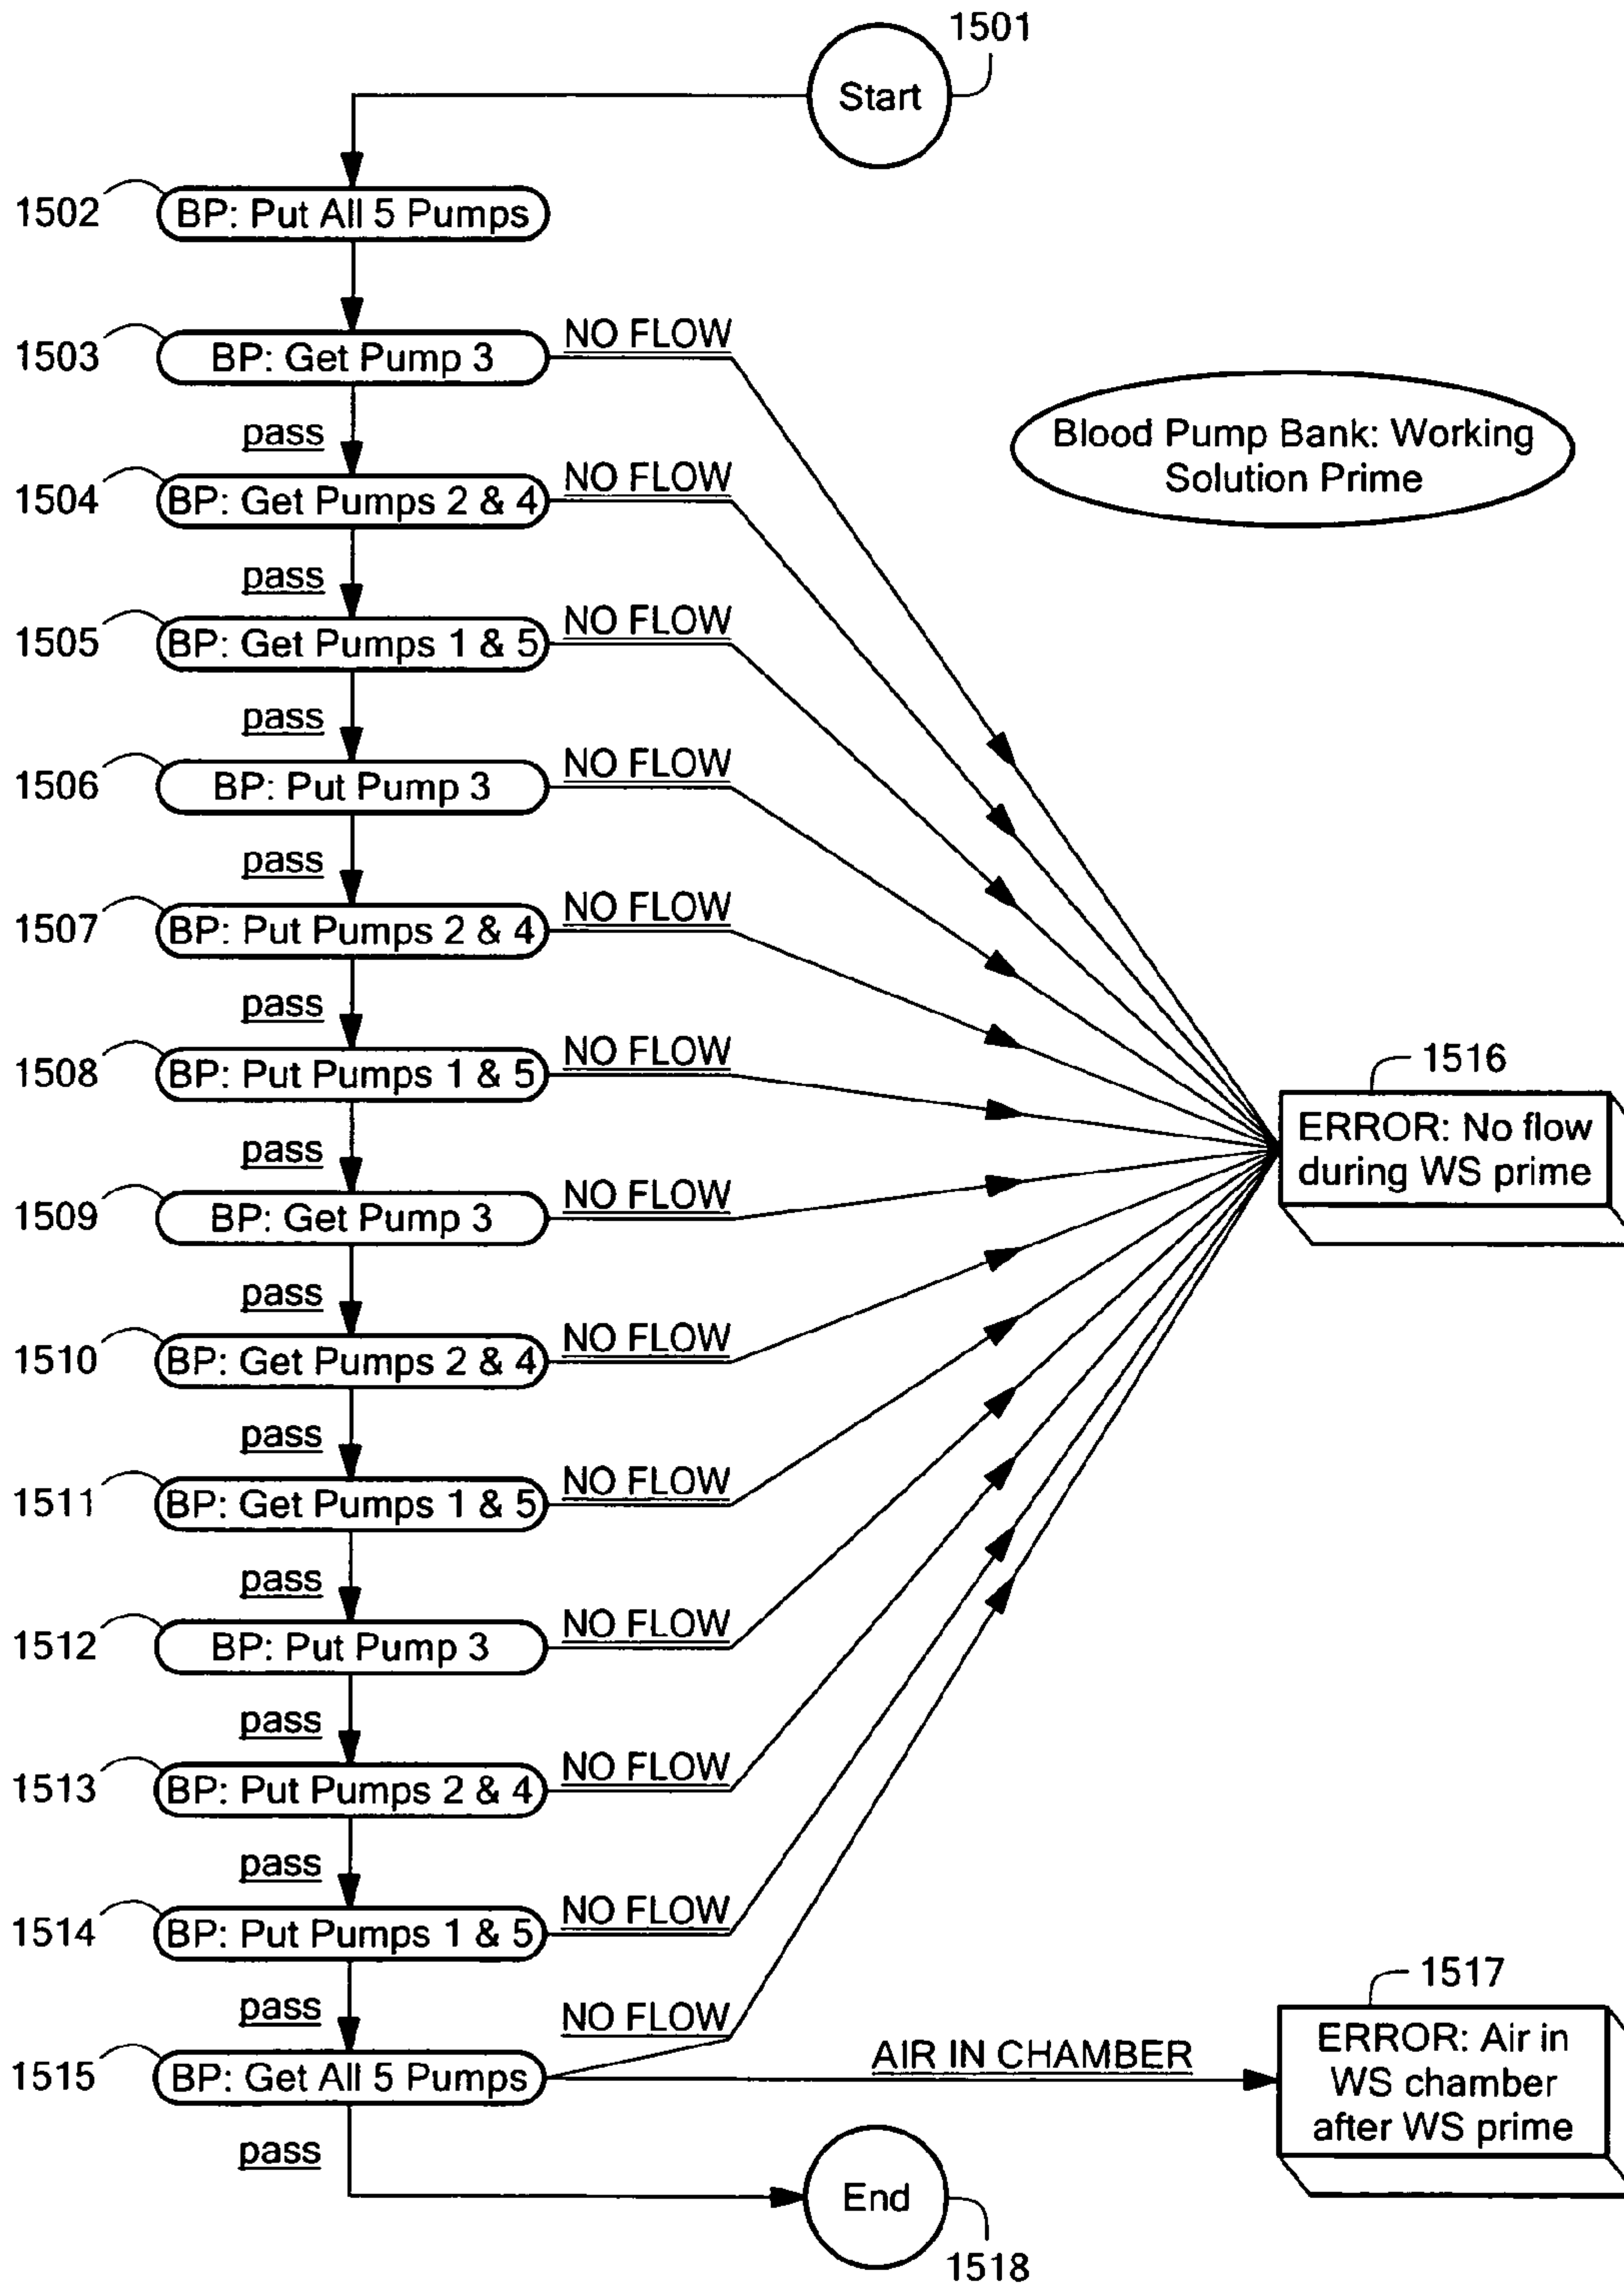 1501
Start
1502
BP: Put All 5 Pumps
1503
BP: Get Pump 3
NO FLOW
pass
Blood Pump Bank: Working
Solution Prime
1504
BP: Get Pumps 2 & 4
NO FLOW
pass
1505
BP: Get Pumps 1 & 5
NO FLOW
pass
1506
BP: Put Pump 3
NO FLOW
pass
1507
BP: Put Pumps 2 & 4
NO FLOW
pass
1508
BP: Put Pumps 1 & 5
NO FLOW
pass
1516
ERROR: No flow
during WS prime
1509
BP: Get Pump 3
NO FLOW
pass
1510
BP: Get Pumps 2 & 4
NO FLOW
pass
1511
BP: Get Pumps 1 & 5
NO FLOW
pass
1512
BP: Put Pump 3
NO FLOW
pass
1513
BP: Put Pumps 2 & 4
NO FLOW
pass
1514
BP: Put Pumps 1 & 5
NO FLOW
pass
1515
BP: Get All 5 Pumps
NO FLOW
AIR IN CHAMBER
1517
ERROR: Air in
WS chamber
after WS prime
pass
End
1518